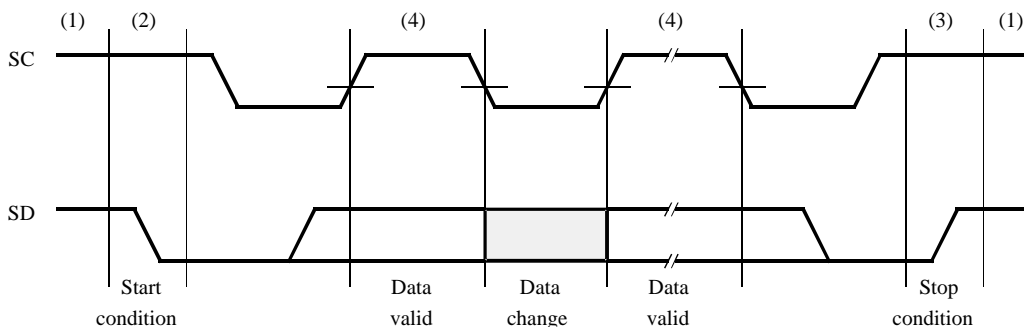 (1) (2) (4) (4) (3) (1)
SC
SD
Start Data Data Data Stop
condition valid change valid condition